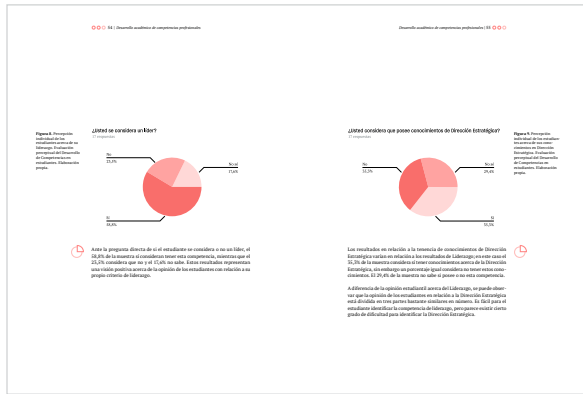 54 | Desarrollo académico de competencias profesionales
Figura 8. Percepción
individual de los
estudiantes acerca de su
liderazgo. Evaluación
perceptual del Desarrollo
de Competencias en
estudiantes. Elaboración
propia.
¿Usted se considera un líder?
17 respuestas
No
23,5%
No sé
17,6%
Sí
58,8%
Ante la pregunta directa de si el estudiante se considera o no un líder, el
58,8% de la muestra si consideran tener esta competencia, mientras que el
23,5% considera que no y el 17,6% no sabe. Estos resultados representan
una visión positiva acerca de la opinión de los estudiantes con relación a su
propio criterio de liderazgo.
Desarrollo académico de competencias profesionales | 55
¿Usted considera que posee conocimientos de Dirección Estratégica?
17 respuestas
No
35,3%
No sé
29,4%
Sí
35,3%
Figura 9. Percepción
individual de los estudian-
tes acerca de sus cono-
cimientos en Dirección
Estratégica. Evaluación
perceptual del Desarrollo
de Competencias en
estudiantes. Elaboración
propia.
Los resultados en relación a la tenencia de conocimientos de Dirección
Estratégica varían en relación a los resultados de Liderazgo; en este caso el
35,3% de la muestra considera si tener conocimientos acerca de la Dirección
Estratégica, sin embargo un porcentaje igual considera no tener estos cono-
cimientos. El 29,4% de la muestra no sabe si posee o no esta competencia.
A diferencia de la opinión estudiantil acerca del Liderazgo, se puede obser-
var que la opinión de los estudiantes en relación a la Dirección Estratégica
está dividida en tres partes bastante similares en número. Es fácil para el
estudiante identificar la competencia de liderazgo, pero parece existir cierto
grado de dificultad para identificar la Dirección Estratégica.